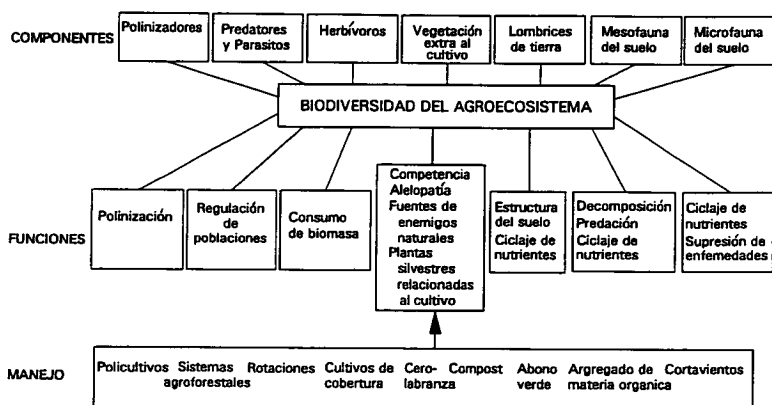 COMPONENTES
Polinizadores
Predatores
y Parasitos
Herbívoros
Vegetación
extra al
cultivo
Lombrices
de tierra
Mesofauna
del suelo
Microfauna
del suelo
BIODIVERSIDAD DEL AGROECOSISTEMA
FUNCIONES
Polinización
Regulación
de
poblaciones
Consumo
de biomasa
Competencia
Alelopatía
Fuentes de
enemigos
naturales
Plantas
silvestres
relacionadas
al cultivo
Estructura
del suelo
Ciclaje de
nutrientes
Decomposición
Predación
Ciclaje de
nutrientes
Ciclaje de
nutrientes
Supresión de
enfemedades
MANEJO
Policultivos
Sistemas
agroforestales
Rotaciones
Cultivos de
cobertura
Cero-
labranza
Compost
Abono
verde
Argregado de
materia organica
Cortavientos